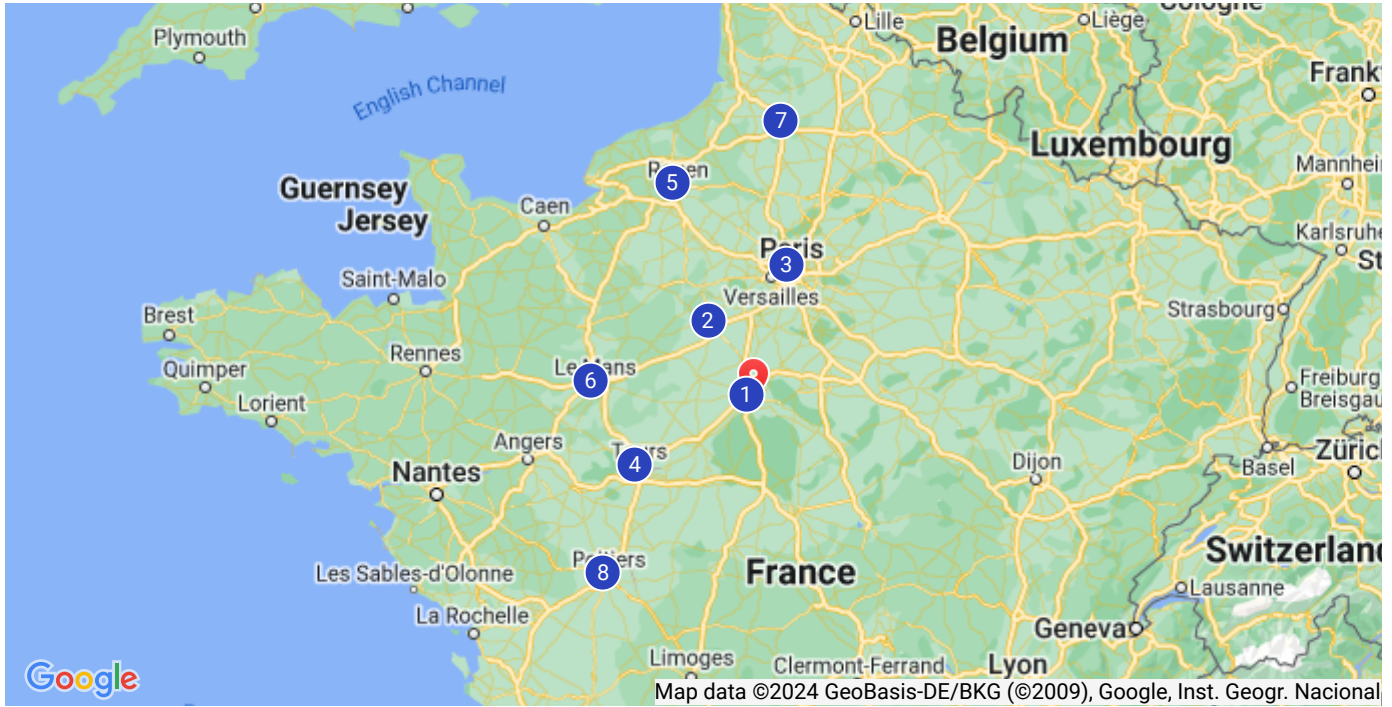 Cologne
Lille
Liège
Plymouth
Belgium
Frankf
English Channel
7
Luxembourg
Mannhei
Rouen
5
Guernsey
Jersey
Caen
Karlsruhe
Paris
3
St
Saint-Malo
Versailles
Strasbourg
Brest
2
Rennes
Le Mans
Quimper
6
1
Freiburg
Breisgau
Lorient
Angers
Tours
4
Zürich
Basel
Nantes
Dijon
Poitiers
8
Switzerland
Les Sables-d'Olonne
France
Lausanne
La Rochelle
Geneva
Limoges
Clermont-Ferrand
Lyon
Google
Map data ©2024 GeoBasis-DE/BKG (©2009), Google, Inst. Geogr. Nacional